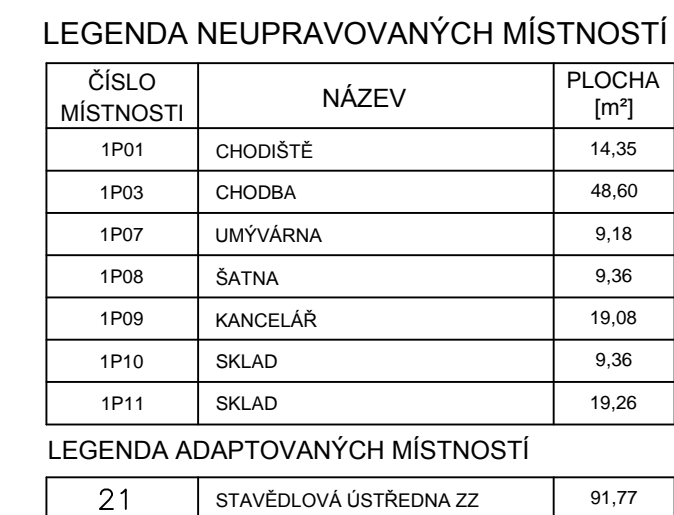 LEGENDA NEUPRAVOVANÝCH MÍSTNOSTÍ
ČÍSLO MÍSTNOSTI NÁZEV PLOCHA [m²]
1P01 CHODIŠTĚ 14,35
1P03 CHODBA 48,60
1P07 UMÝVÁRNA 9,18
1P08 ŠATNA 9,36
1P09 KANCELÁŘ 19,08
1P10 SKLAD 9,36
1P11 SKLAD 19,26
LEGENDA ADAPTOVANÝCH MÍSTNOSTÍ
21 STAVĚDLOVÁ ÚSTŘEDNA ZZ 91,77